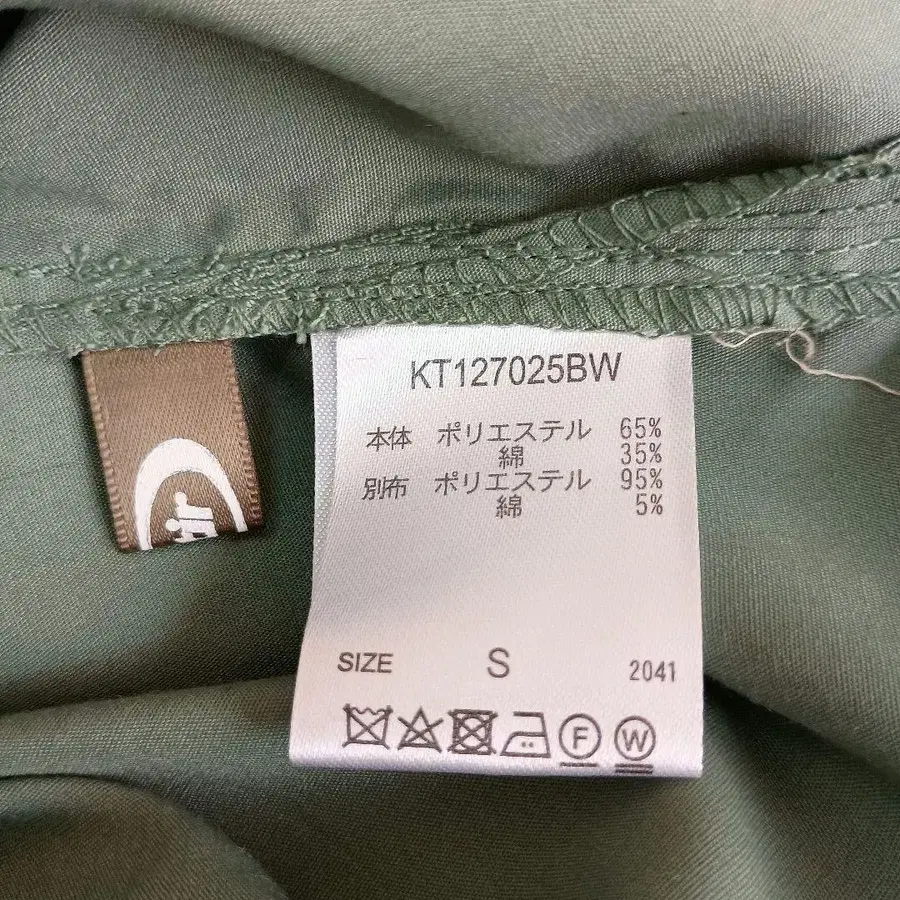 KT127025BW
本体 ポリエステル 65%
綿 35%
別布 ポリエステル 95%
綿 5%
SIZE S 2041
F W